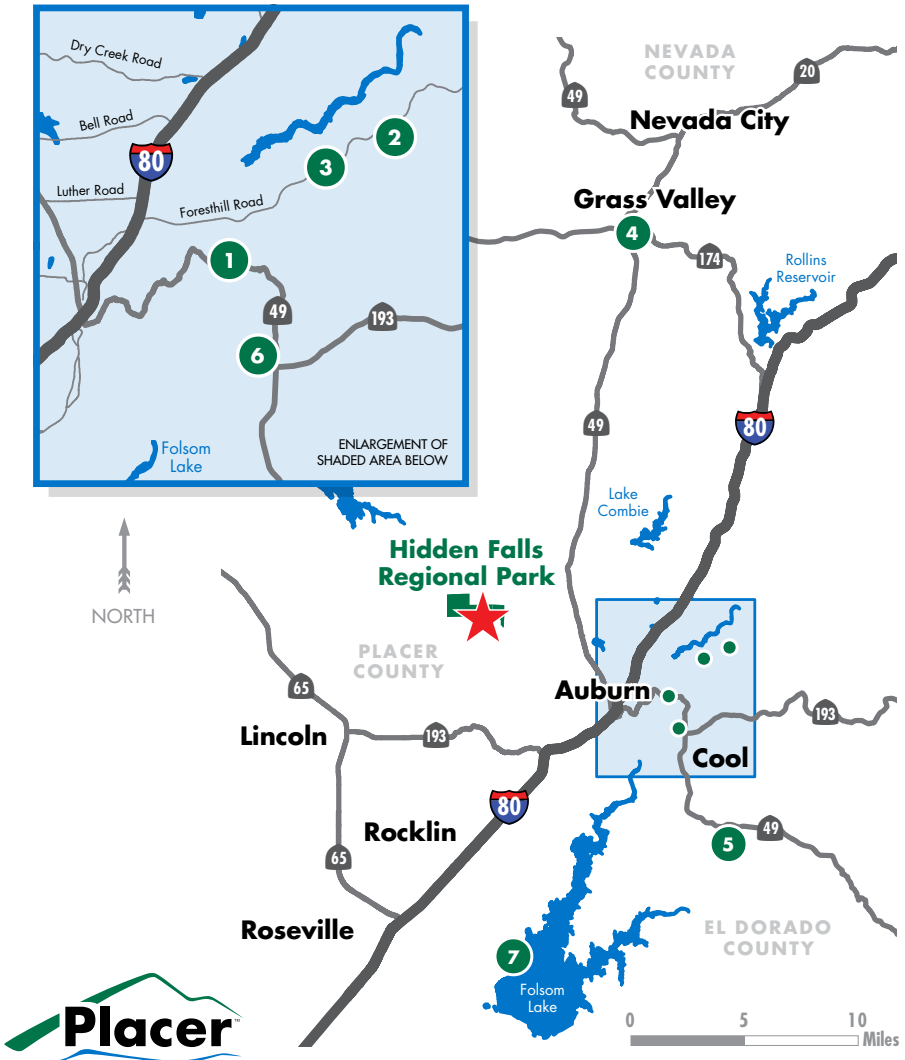 Dry Creek Road
Bell Road
80
Luther Road
Foresthill Road
2
3
1
49
193
6
Folsom
Lake
ENLARGEMENT OF
SHADED AREA BELOW
NEVADA
COUNTY
20
49
Nevada City
Grass Valley
4
174
Rollins
Reservoir
49
80
Lake
Combie
NORTH
Hidden Falls
Regional Park
PLACER
COUNTY
65
Auburn
193
Lincoln
193
Cool
80
Rocklin
49
5
65
Roseville
EL DORADO
COUNTY
7
Folsom
Lake
Placer™
0 5 10
Miles